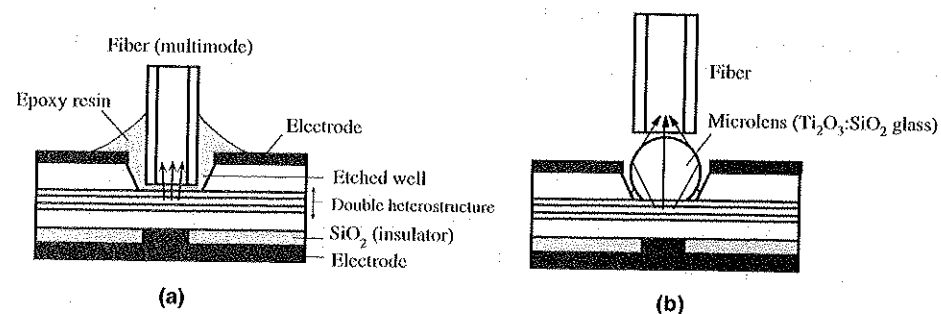 Fiber (multimode)
Epoxy resin
Electrode
Etched well
Double heterostructure
SiO₂ (insulator)
Electrode
(a)
Fiber
Microlens (Ti₂O₃:SiO₂ glass)
(b)